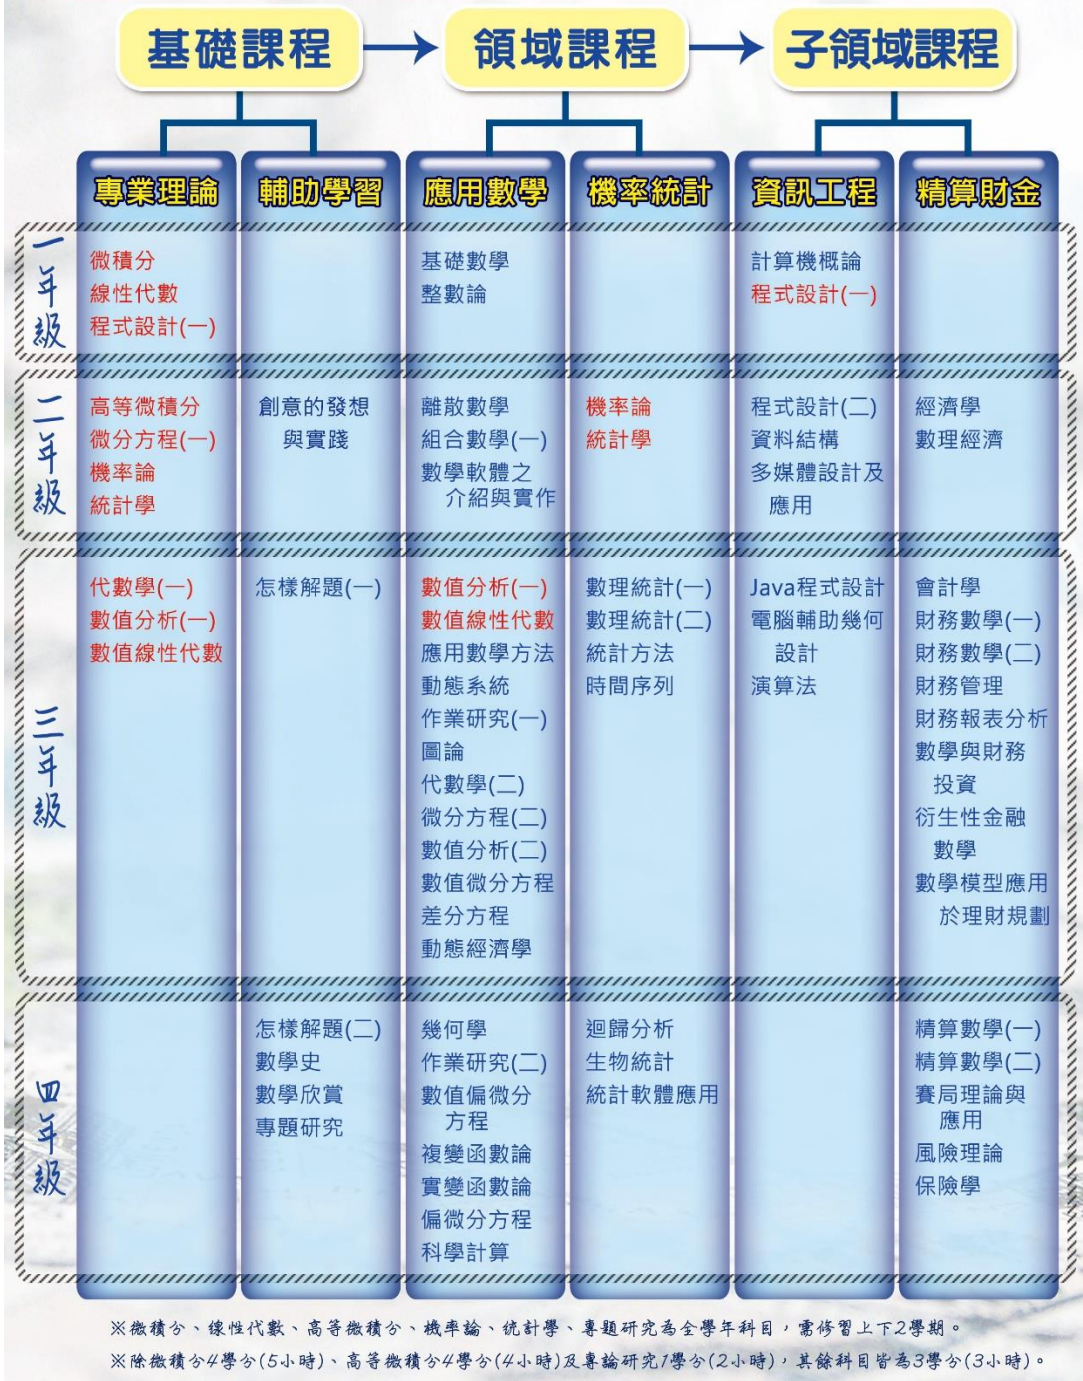 基礎課程
領域課程
子領域課程
專業理論
輔助學習
應用數學
機率統計
資訊工程
精算財金
一年級
微積分
線性代數
程式設計(一)
基礎數學
整數論
計算機概論
程式設計(一)
二年級
高等微積分
微分方程(一)
機率論
統計學
創意的發想
與實踐
離散數學
組合數學(一)
數學軟體之
介紹與實作
機率論
統計學
程式設計(二)
資料結構
多媒體設計及
應用
經濟學
數理經濟
三年級
代數學(一)
數值分析(一)
數值線性代數
怎樣解題(一)
數值分析(一)
數值線性代數
應用數學方法
動態系統
作業研究(一)
圖論
代數學(二)
微分方程(二)
數值分析(二)
數值微分方程
差分方程
動態經濟學
數理統計(一)
數理統計(二)
統計方法
時間序列
Java程式設計
電腦輔助幾何
設計
演算法
會計學
財務數學(一)
財務數學(二)
財務管理
財務報表分析
數學與財務
投資
衍生性金融
數學
數學模型應用
於理財規劃
四年級
怎樣解題(二)
數學史
數學欣賞
專題研究
幾何學
作業研究(二)
數值偏微分
方程
複變函數論
實變函數論
偏微分方程
科學計算
迴歸分析
生物統計
統計軟體應用
精算數學(一)
精算數學(二)
賽局理論與
應用
風險理論
保險學
※微積分、線性代數、高等微積分、機率論、統計學、專題研究為全學年科目，需修習上下2學期。
※除微積分4學分(5小時)、高等微積分4學分(4小時)及專論研究1學分(2小時)，其餘科目皆為3學分(3小時)。